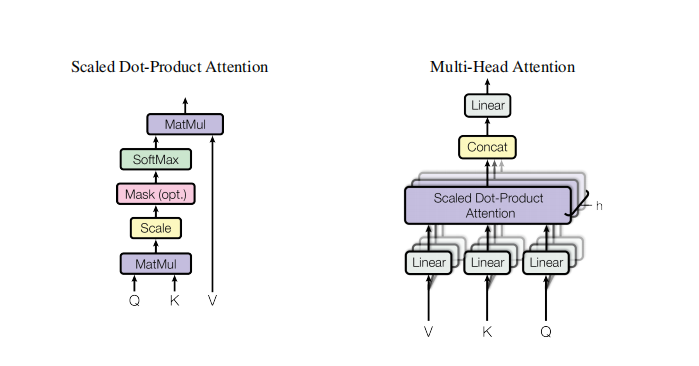 Scaled Dot-Product Attention
MatMul
SoftMax
Mask (opt.)
Scale
MatMul
Q K V
Multi-Head Attention
Linear
Concat
Scaled Dot-Product
Attention
h
Linear Linear Linear
V K Q